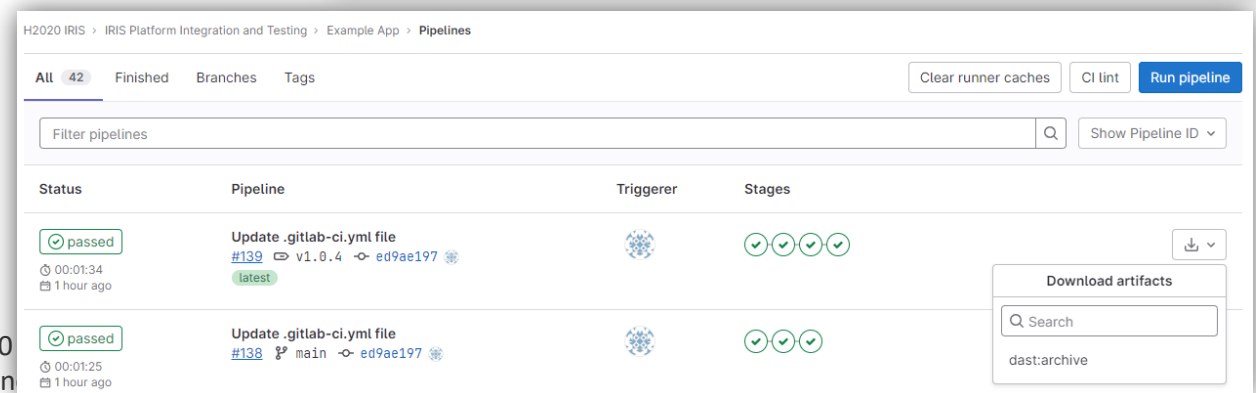 H2020 IRIS › IRIS Platform Integration and Testing › Example App › Pipelines
All 42 Finished Branches Tags Clear runner caches CI lint Run pipeline
Filter pipelines Show Pipeline ID
Status Pipeline Triggerer Stages
passed Update .gitlab-ci.yml file
#139 v1.0.4 ed9ae197
00:01:34 latest
1 hour ago
Download artifacts
Search
dast:archive
passed Update .gitlab-ci.yml file
#138 main ed9ae197
00:01:25
1 hour ago